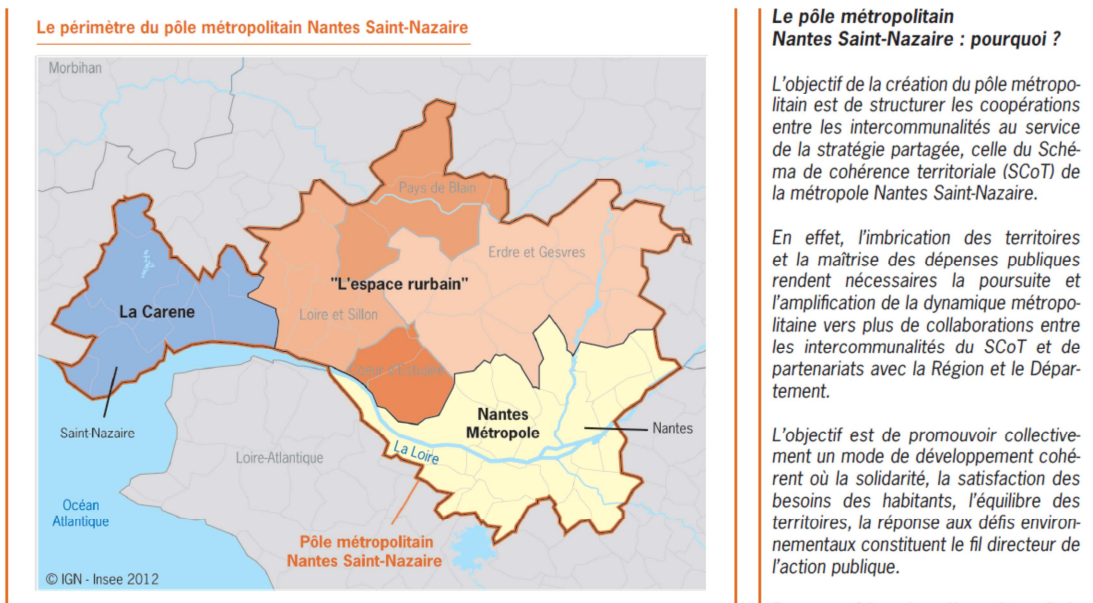 Le périmètre du pôle métropolitain Nantes Saint-Nazaire
Morbihan
Pays de Blain
Erdre et Gesvres
"L'espace rurbain"
La Carene
Loire et Sillon
Cœur d'Estuaire
Nantes
Métropole
Nantes
Saint-Nazaire
La Loire
Loire-Atlantique
Océan
Atlantique
Pôle métropolitain
Nantes Saint-Nazaire
© IGN - Insee 2012
Le pôle métropolitain
Nantes Saint-Nazaire : pourquoi ?
L'objectif de la création du pôle métropo-
litain est de structurer les coopérations
entre les intercommunalités au service
de la stratégie partagée, celle du Sché-
ma de cohérence territoriale (SCoT) de
la métropole Nantes Saint-Nazaire.
En effet, l'imbrication des territoires
et la maîtrise des dépenses publiques
rendent nécessaires la poursuite et
l'amplification de la dynamique métropo-
litaine vers plus de collaborations entre
les intercommunalités du SCoT et de
partenariats avec la Région et le Dépar-
tement.
L'objectif est de promouvoir collective-
ment un mode de développement cohé-
rent où la solidarité, la satisfaction des
besoins des habitants, l'équilibre des
territoires, la réponse aux défis environ-
nementaux constituent le fil directeur de
l'action publique.